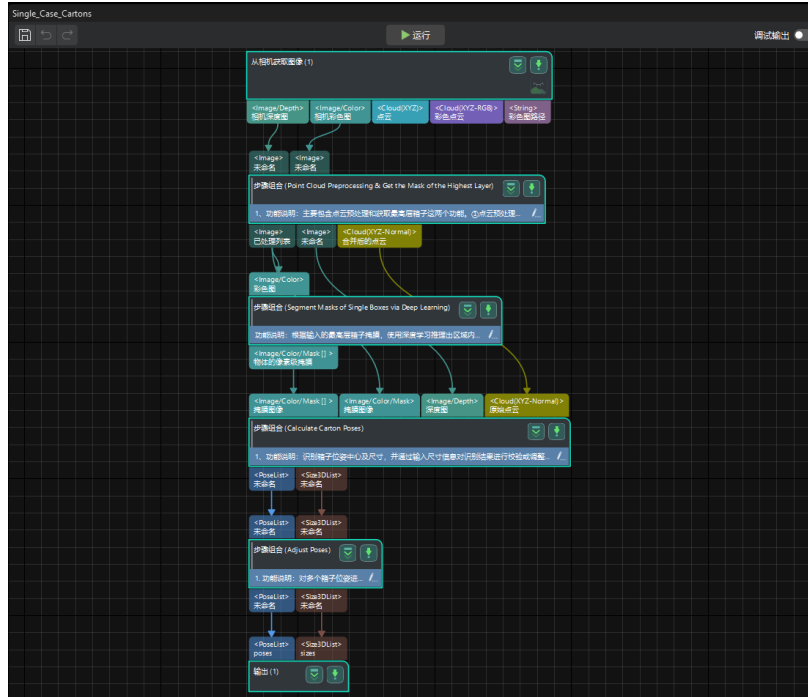 Single_Case_Cartons
运行
调试输出
从相机获取图像 (1)
<Image/Depth> <Image/Color> <Cloud(XYZ)> <Cloud(XYZ-RGB)> <String>
相机深度图 相机彩色图 点云 彩色点云 彩色图路径
<Image> <Image>
未命名 未命名
步骤组合 (Point Cloud Preprocessing & Get the Mask of the Highest Layer)
1、功能说明：主要包含点云预处理和获取最高层箱子这两个功能。①点云预处理...
<Image> <Image> <Cloud(XYZ-Normal)>
已处理列表 未命名 合并后的点云
<Image/Color>
彩色图
步骤组合 (Segment Masks of Single Boxes via Deep Learning)
功能说明：根据输入的最高层箱子掩膜，使用深度学习推理出区域内...
<Image/Color/Mask [] >
物体的像素级掩膜
<Image/Color/Mask [] > <Image/Color/Mask> <Image/Depth> <Cloud(XYZ-Normal)>
掩膜图像 掩膜图像 深度图 原始点云
步骤组合 (Calculate Carton Poses)
1、功能说明：识别箱子位姿中心及尺寸，并通过输入尺寸信息对识别结果进行校验或调整...
<PoseList> <Size3DList>
未命名 未命名
<PoseList> <Size3DList>
未命名 未命名
步骤组合 (Adjust Poses)
1. 功能说明：对多个箱子位姿进...
<PoseList> <Size3DList>
未命名 未命名
<PoseList> <Size3DList>
poses sizes
输出 (1)